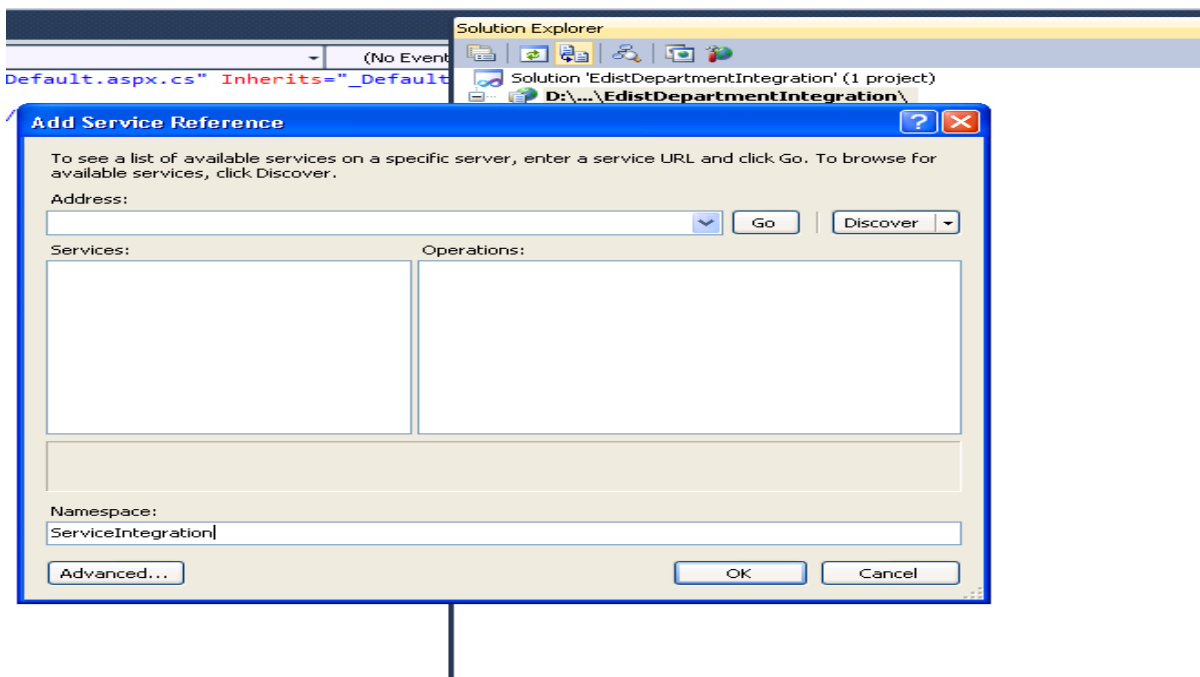 Solution Explorer
(No Event
Default.aspx.cs" Inherits="_Default
Solution 'EdistDepartmentIntegration' (1 project)
D:\...\EdistDepartmentIntegration\
/
Add Service Reference
To see a list of available services on a specific server, enter a service URL and click Go. To browse for
available services, click Discover.
Address:
Go
Discover
Services:
Operations:
Namespace:
ServiceIntegration
Advanced...
OK
Cancel